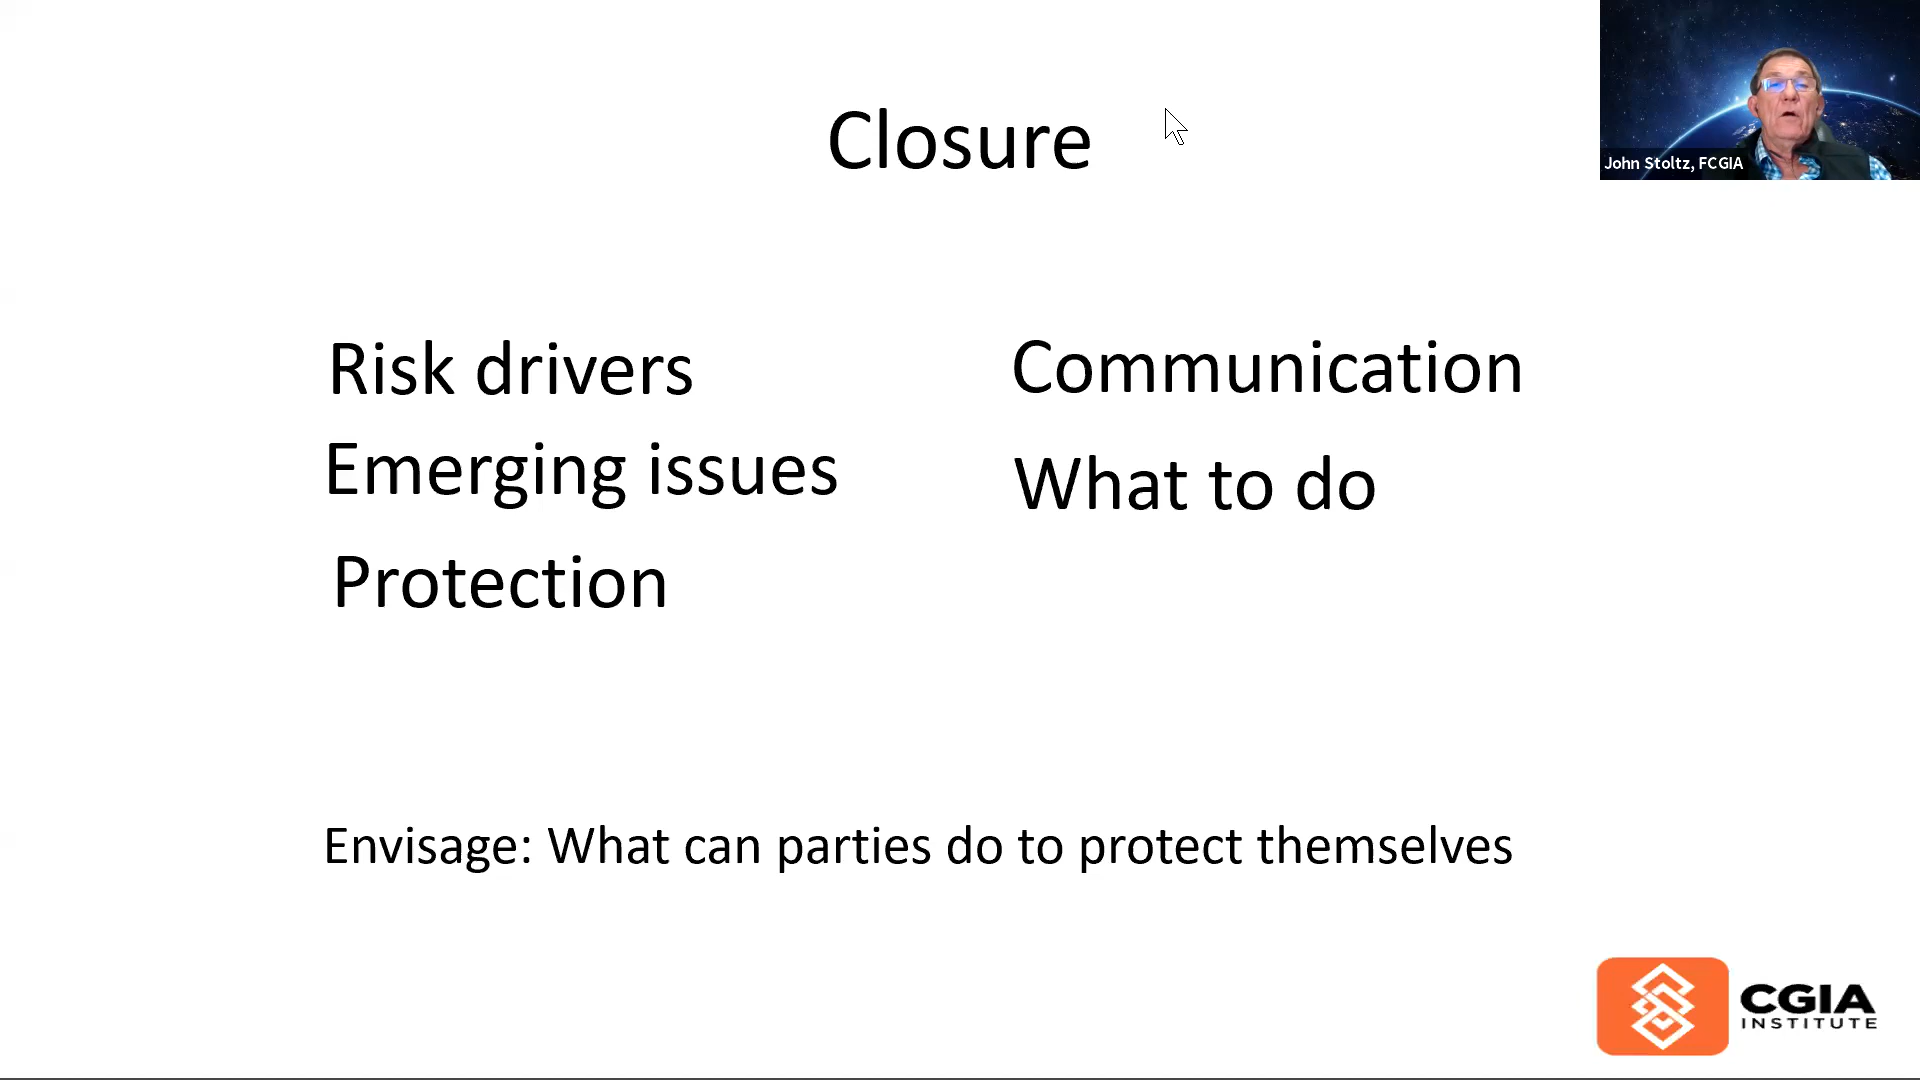 Closure
John Stoltz, FCGIA
Risk drivers
Emerging issues
Protection
Communication
What to do
Envisage: What can parties do to protect themselves
CGIA
INSTITUTE